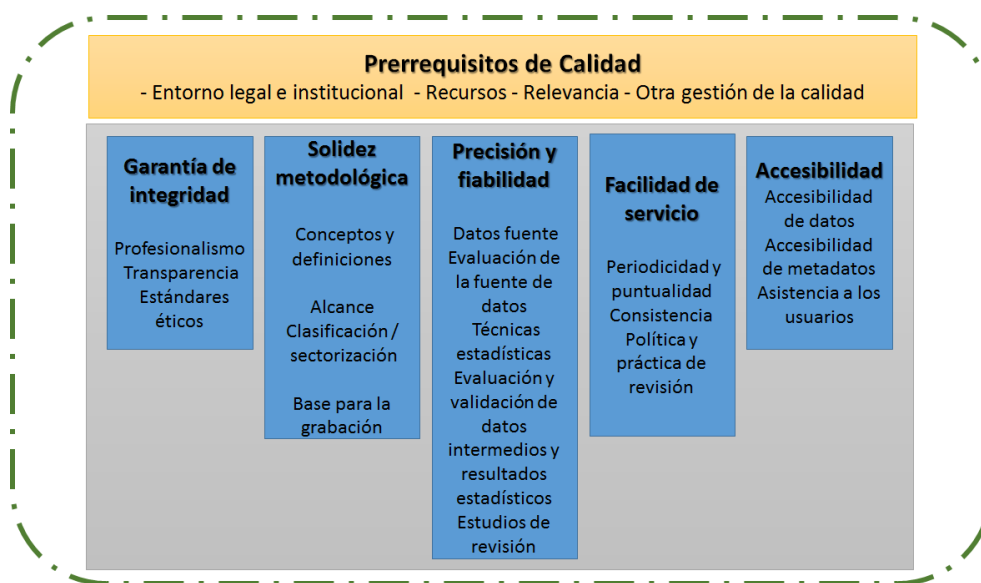 Prerrequisitos de Calidad
- Entorno legal e institucional - Recursos - Relevancia - Otra gestión de la calidad
Garantía de
integridad
Profesionalismo
Transparencia
Estándares
éticos
Solidez
metodológica
Conceptos y
definiciones
Alcance
Clasificación /
sectorización
Base para la
grabación
Precisión y
fiabilidad
Datos fuente
Evaluación de
la fuente de
datos
Técnicas
estadísticas
Evaluación y
validación de
datos
intermedios y
resultados
estadísticos
Estudios de
revisión
Facilidad de
servicio
Periodicidad y
puntualidad
Consistencia
Política y
práctica de
revisión
Accesibilidad
Accesibilidad
de datos
Accesibilidad
de metadatos
Asistencia a los
usuarios